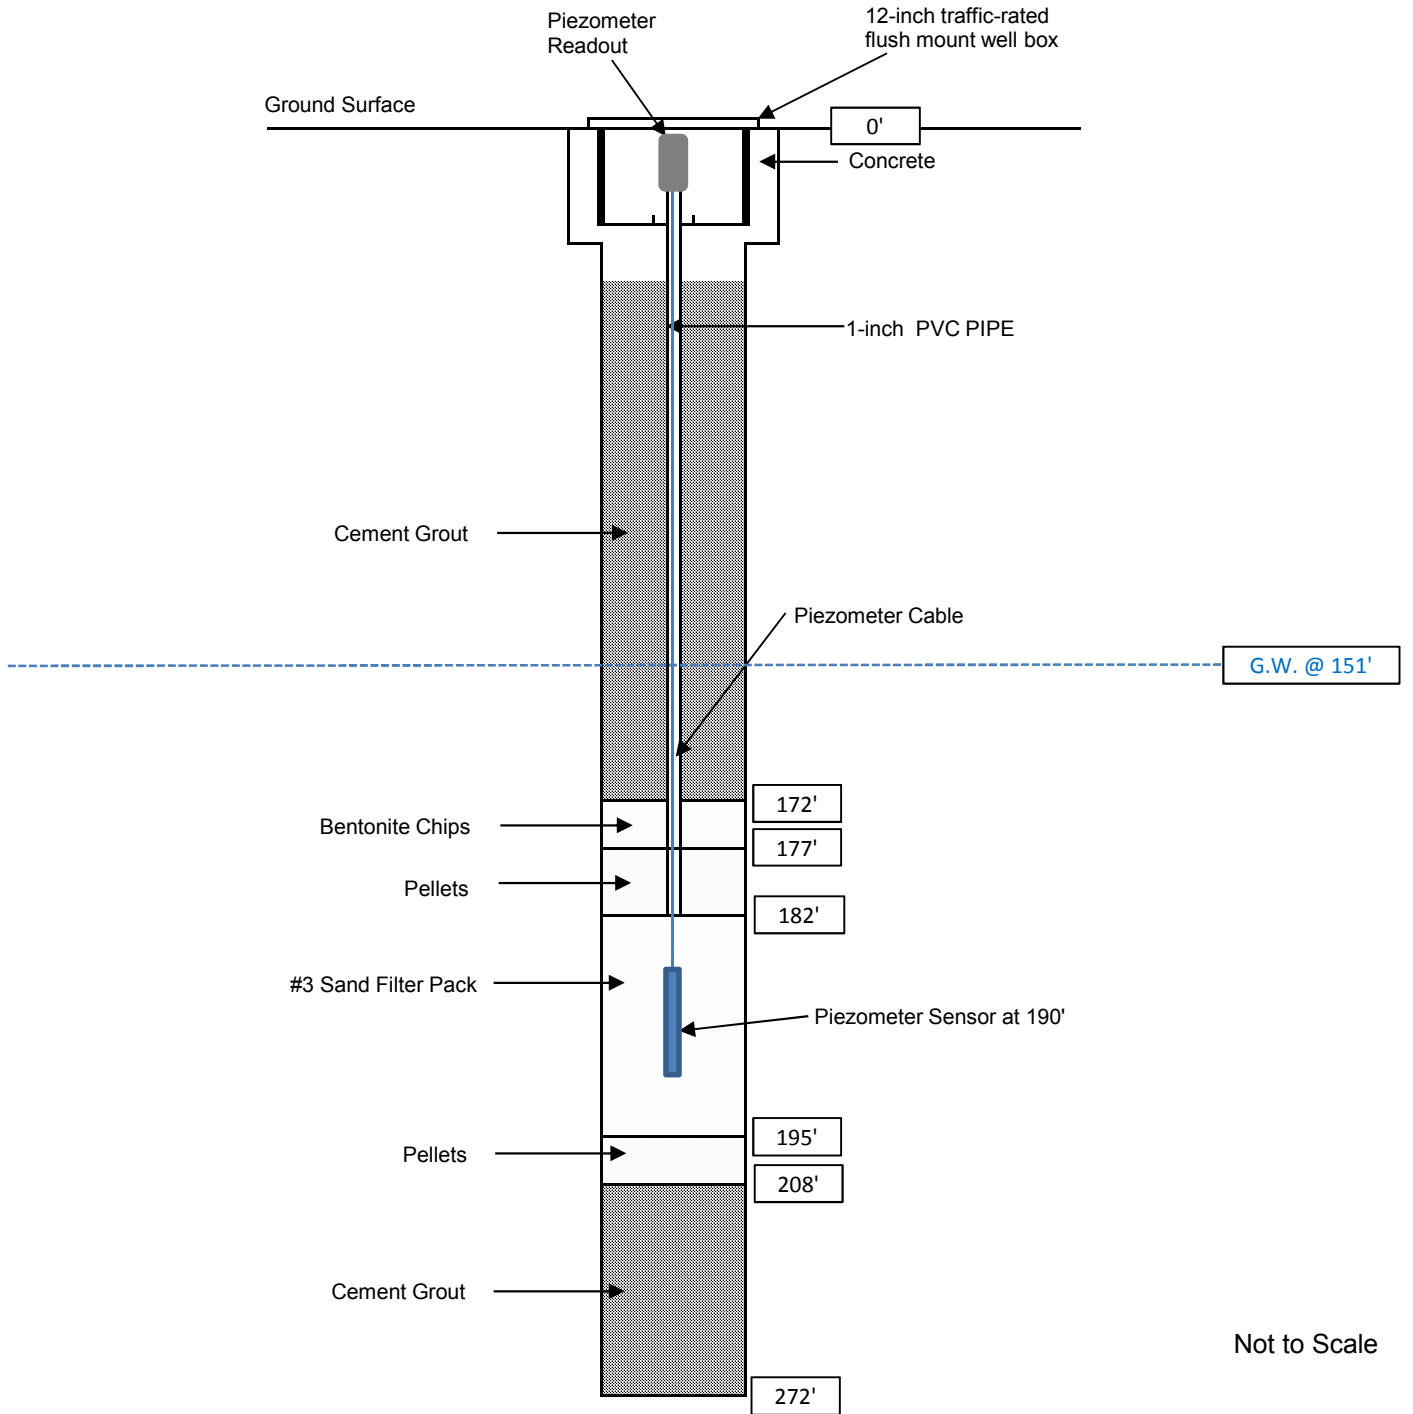 Piezometer
Readout
12-inch traffic-rated
flush mount well box
Ground Surface
0'
Concrete
1-inch  PVC PIPE
Cement Grout
Piezometer Cable
G.W. @ 151'
172'
Bentonite Chips
177'
Pellets
182'
#3 Sand Filter Pack
Piezometer Sensor at 190'
195'
Pellets
208'
Cement Grout
Not to Scale
272'